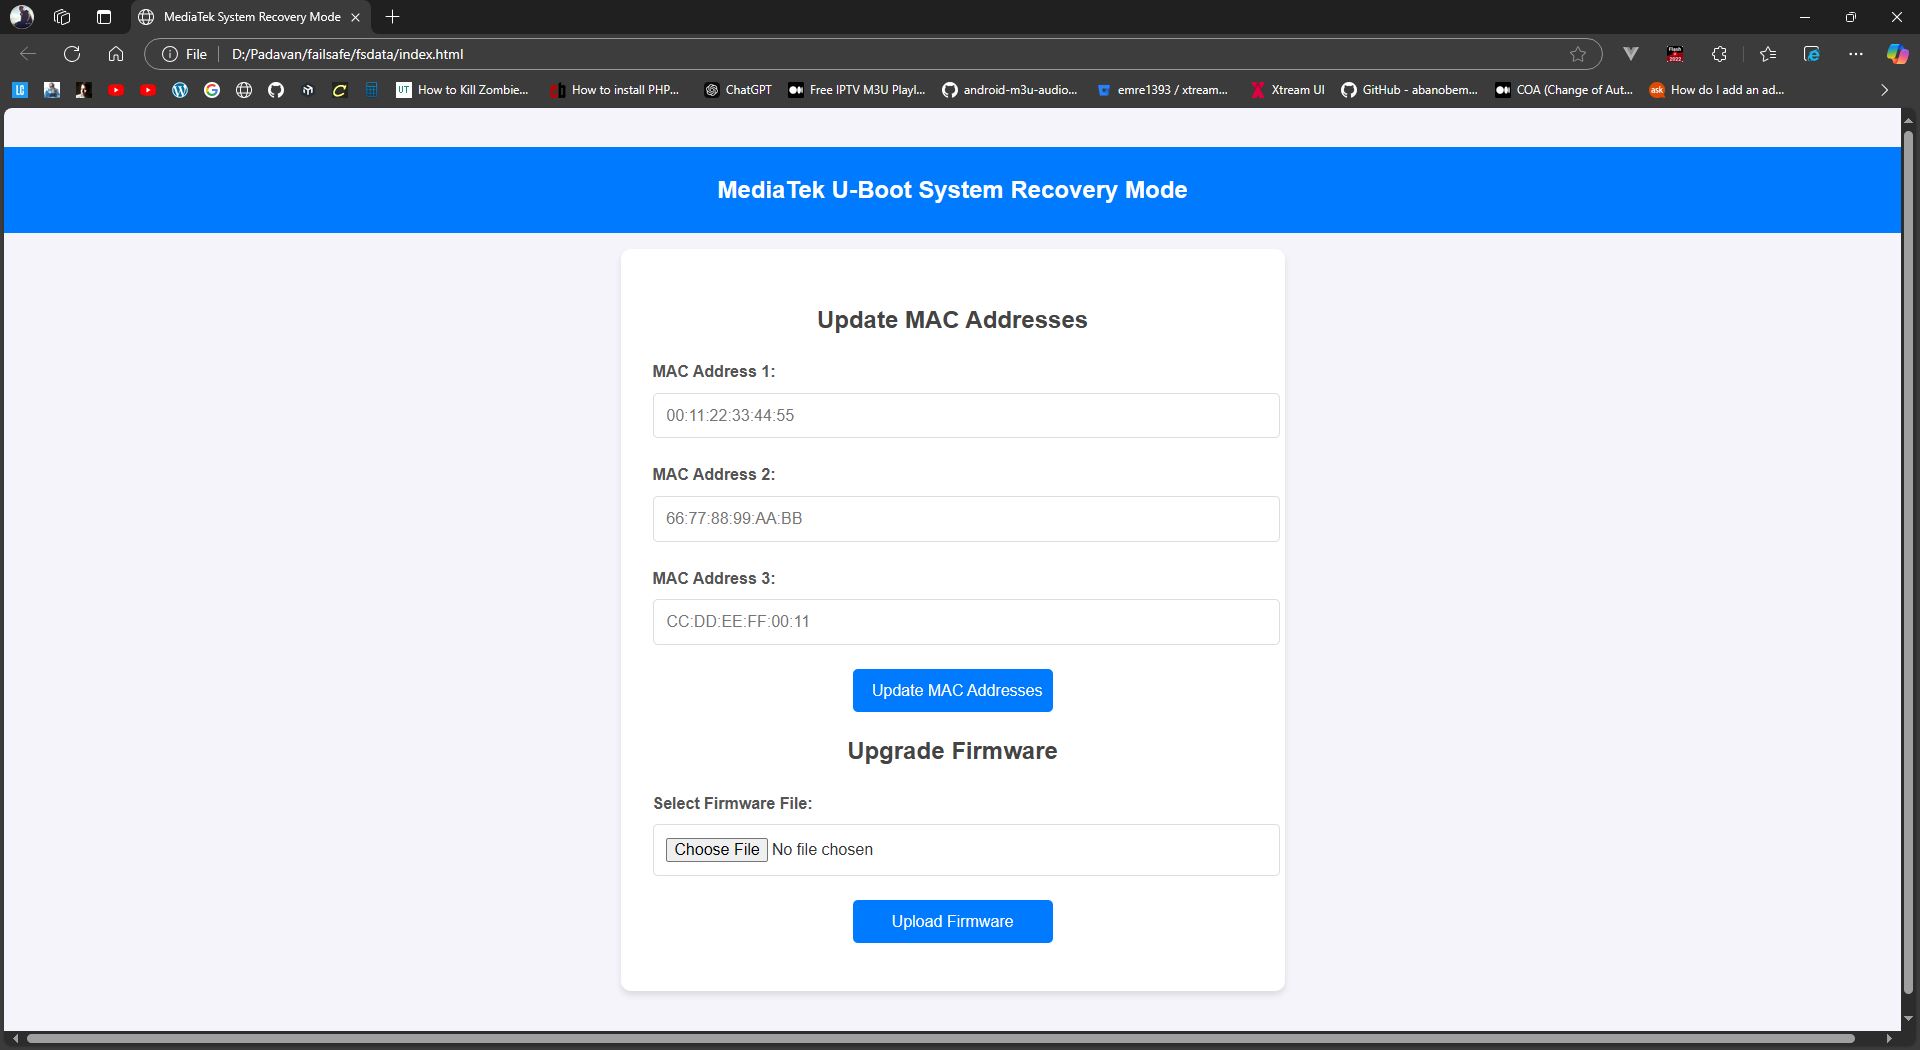 MediaTek System Recovery Mode
File D:/Padavan/failsafe/fsdata/index.html
LC
UT How to Kill Zombie...
How to install PHP...
ChatGPT
Free IPTV M3U Playl...
android-m3u-audio...
emre1393 / xtream...
Xtream UI
GitHub - abanobem...
COA (Change of Aut...
ask How do I add an ad...
MediaTek U-Boot System Recovery Mode
Update MAC Addresses
MAC Address 1:
00:11:22:33:44:55
MAC Address 2:
66:77:88:99:AA:BB
MAC Address 3:
CC:DD:EE:FF:00:11
Update MAC Addresses
Upgrade Firmware
Select Firmware File:
Choose File No file chosen
Upload Firmware